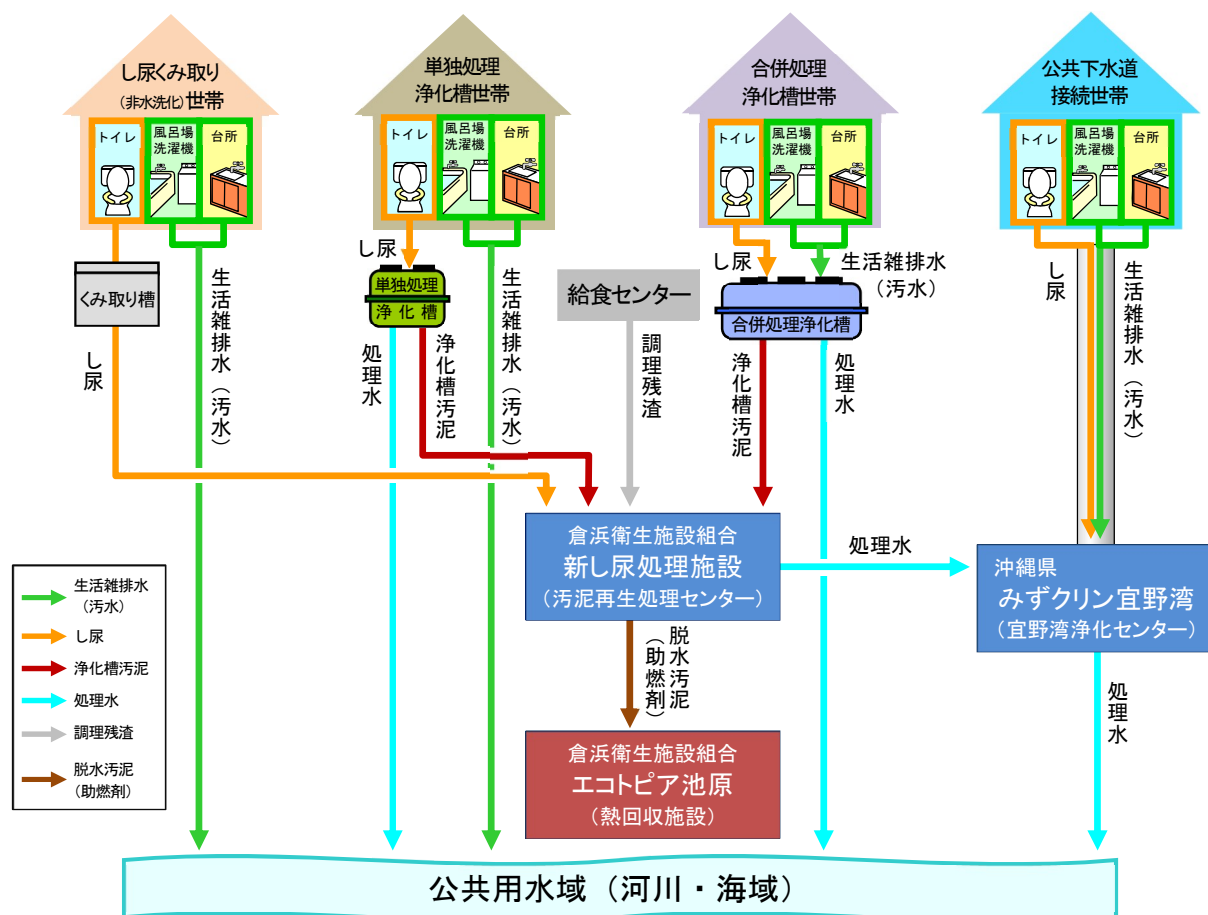 し尿くみ取り
（非水洗化）世帯
トイレ
風呂場
洗濯機
台所
単独処理
浄化槽世帯
トイレ
風呂場
洗濯機
台所
合併処理
浄化槽世帯
トイレ
風呂場
洗濯機
台所
公共下水道
接続世帯
トイレ
風呂場
洗濯機
台所
くみ取り槽
し尿
生活雑排水（汚水）
し尿
単独処理
浄化槽
処理水
浄化槽汚泥
生活雑排水（汚水）
給食センター
調理残渣
し尿
生活雑排水
（汚水）
合併処理浄化槽
浄化槽汚泥
処理水
し尿
生活雑排水（汚水）
倉浜衛生施設組合
新し尿処理施設
（汚泥再生処理センター）
処理水
沖縄県
みずクリン宜野湾
（宜野湾浄化センター）
脱水汚泥
（助燃剤）
処理水
倉浜衛生施設組合
エコトピア池原
（熱回収施設）
生活雑排水
（汚水）
し尿
浄化槽汚泥
処理水
調理残渣
脱水汚泥
（助燃剤）
公共用水域（河川・海域）